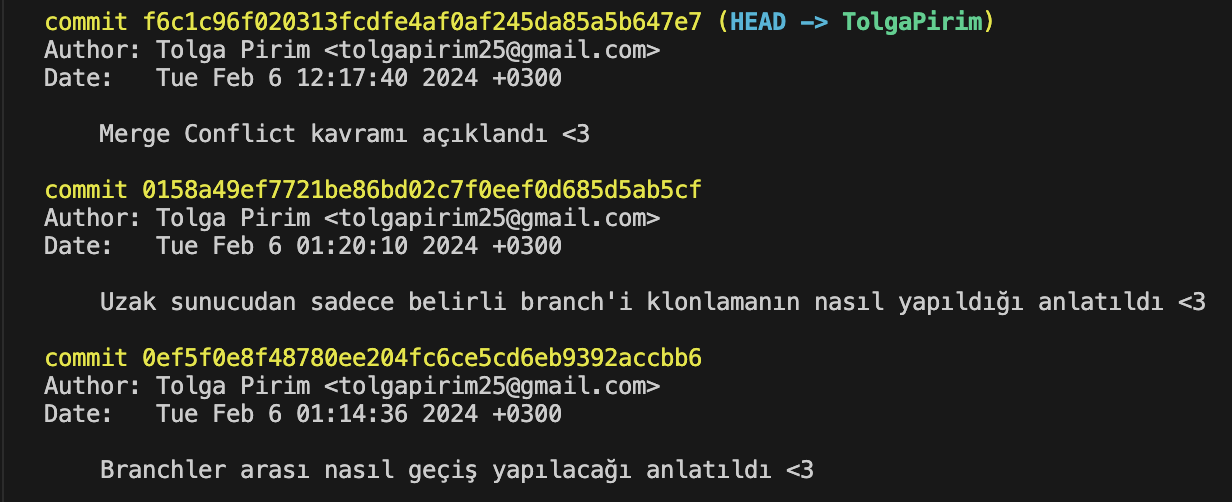 commit f6c1c96f020313fcdfe4af0af245da85a5b647e7 (HEAD -> TolgaPirim)
Author: Tolga Pirim <tolgapirim25@gmail.com>
Date:   Tue Feb 6 12:17:40 2024 +0300
Merge Conflict kavramı açıklandı <3
commit 0158a49ef7721be86bd02c7f0eef0d685d5ab5cf
Author: Tolga Pirim <tolgapirim25@gmail.com>
Date:   Tue Feb 6 01:20:10 2024 +0300
Uzak sunucudan sadece belirli branch'i klonlamanın nasıl yapıldığı anlatıldı <3
commit 0ef5f0e8f48780ee204fc6ce5cd6eb9392accbb6
Author: Tolga Pirim <tolgapirim25@gmail.com>
Date:   Tue Feb 6 01:14:36 2024 +0300
Branchler arası nasıl geçiş yapılacağı anlatıldı <3